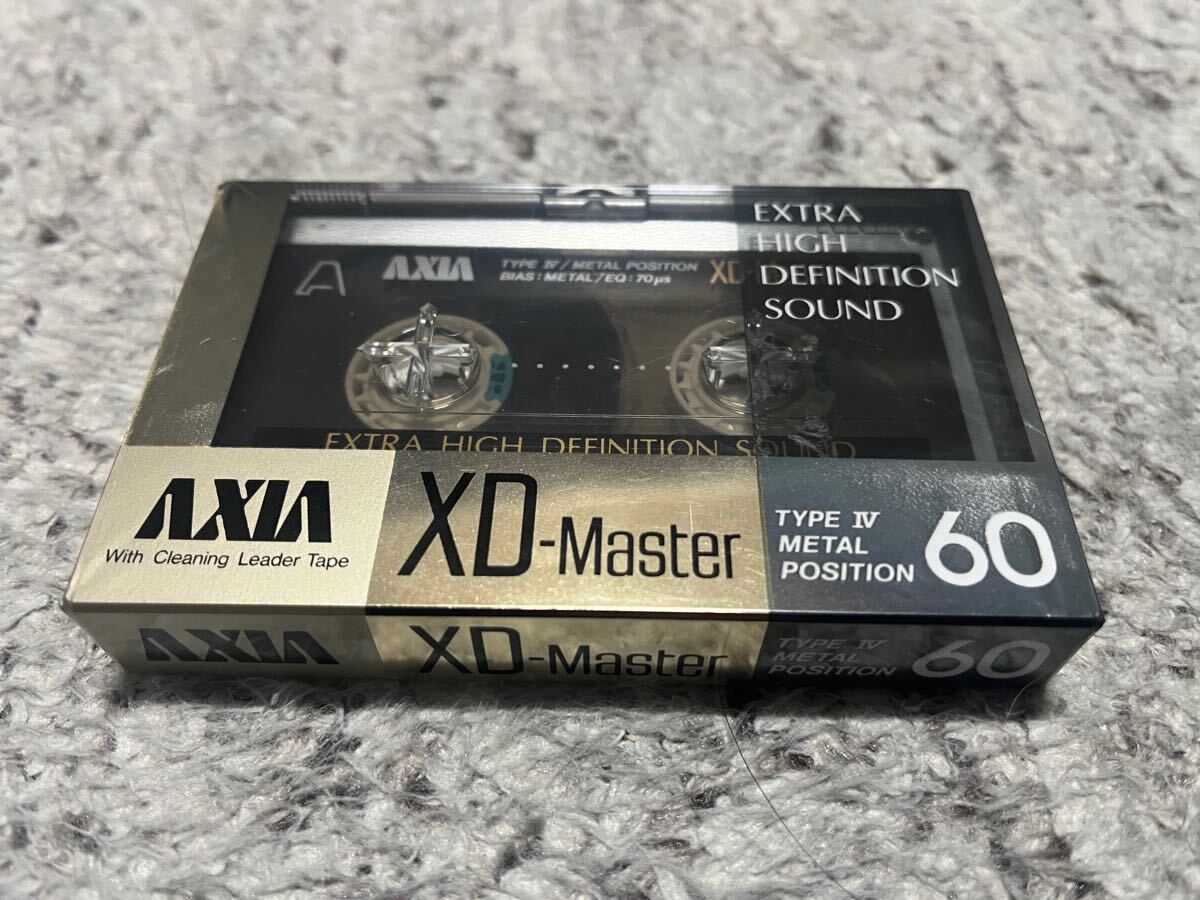 EXTRA
HIGH
DEFINITION
SOUND
A
AXIA
TYPE IV/METAL POSITION
BIAS:METAL/EQ:70μs
XD-
EXTRA HIGH DEFINITION SOUND
AXIA
With Cleaning Leader Tape
XD-Master
TYPE IV
METAL
POSITION
60
AXIA
XD-Master
TYPE IV
METAL
POSITION
60